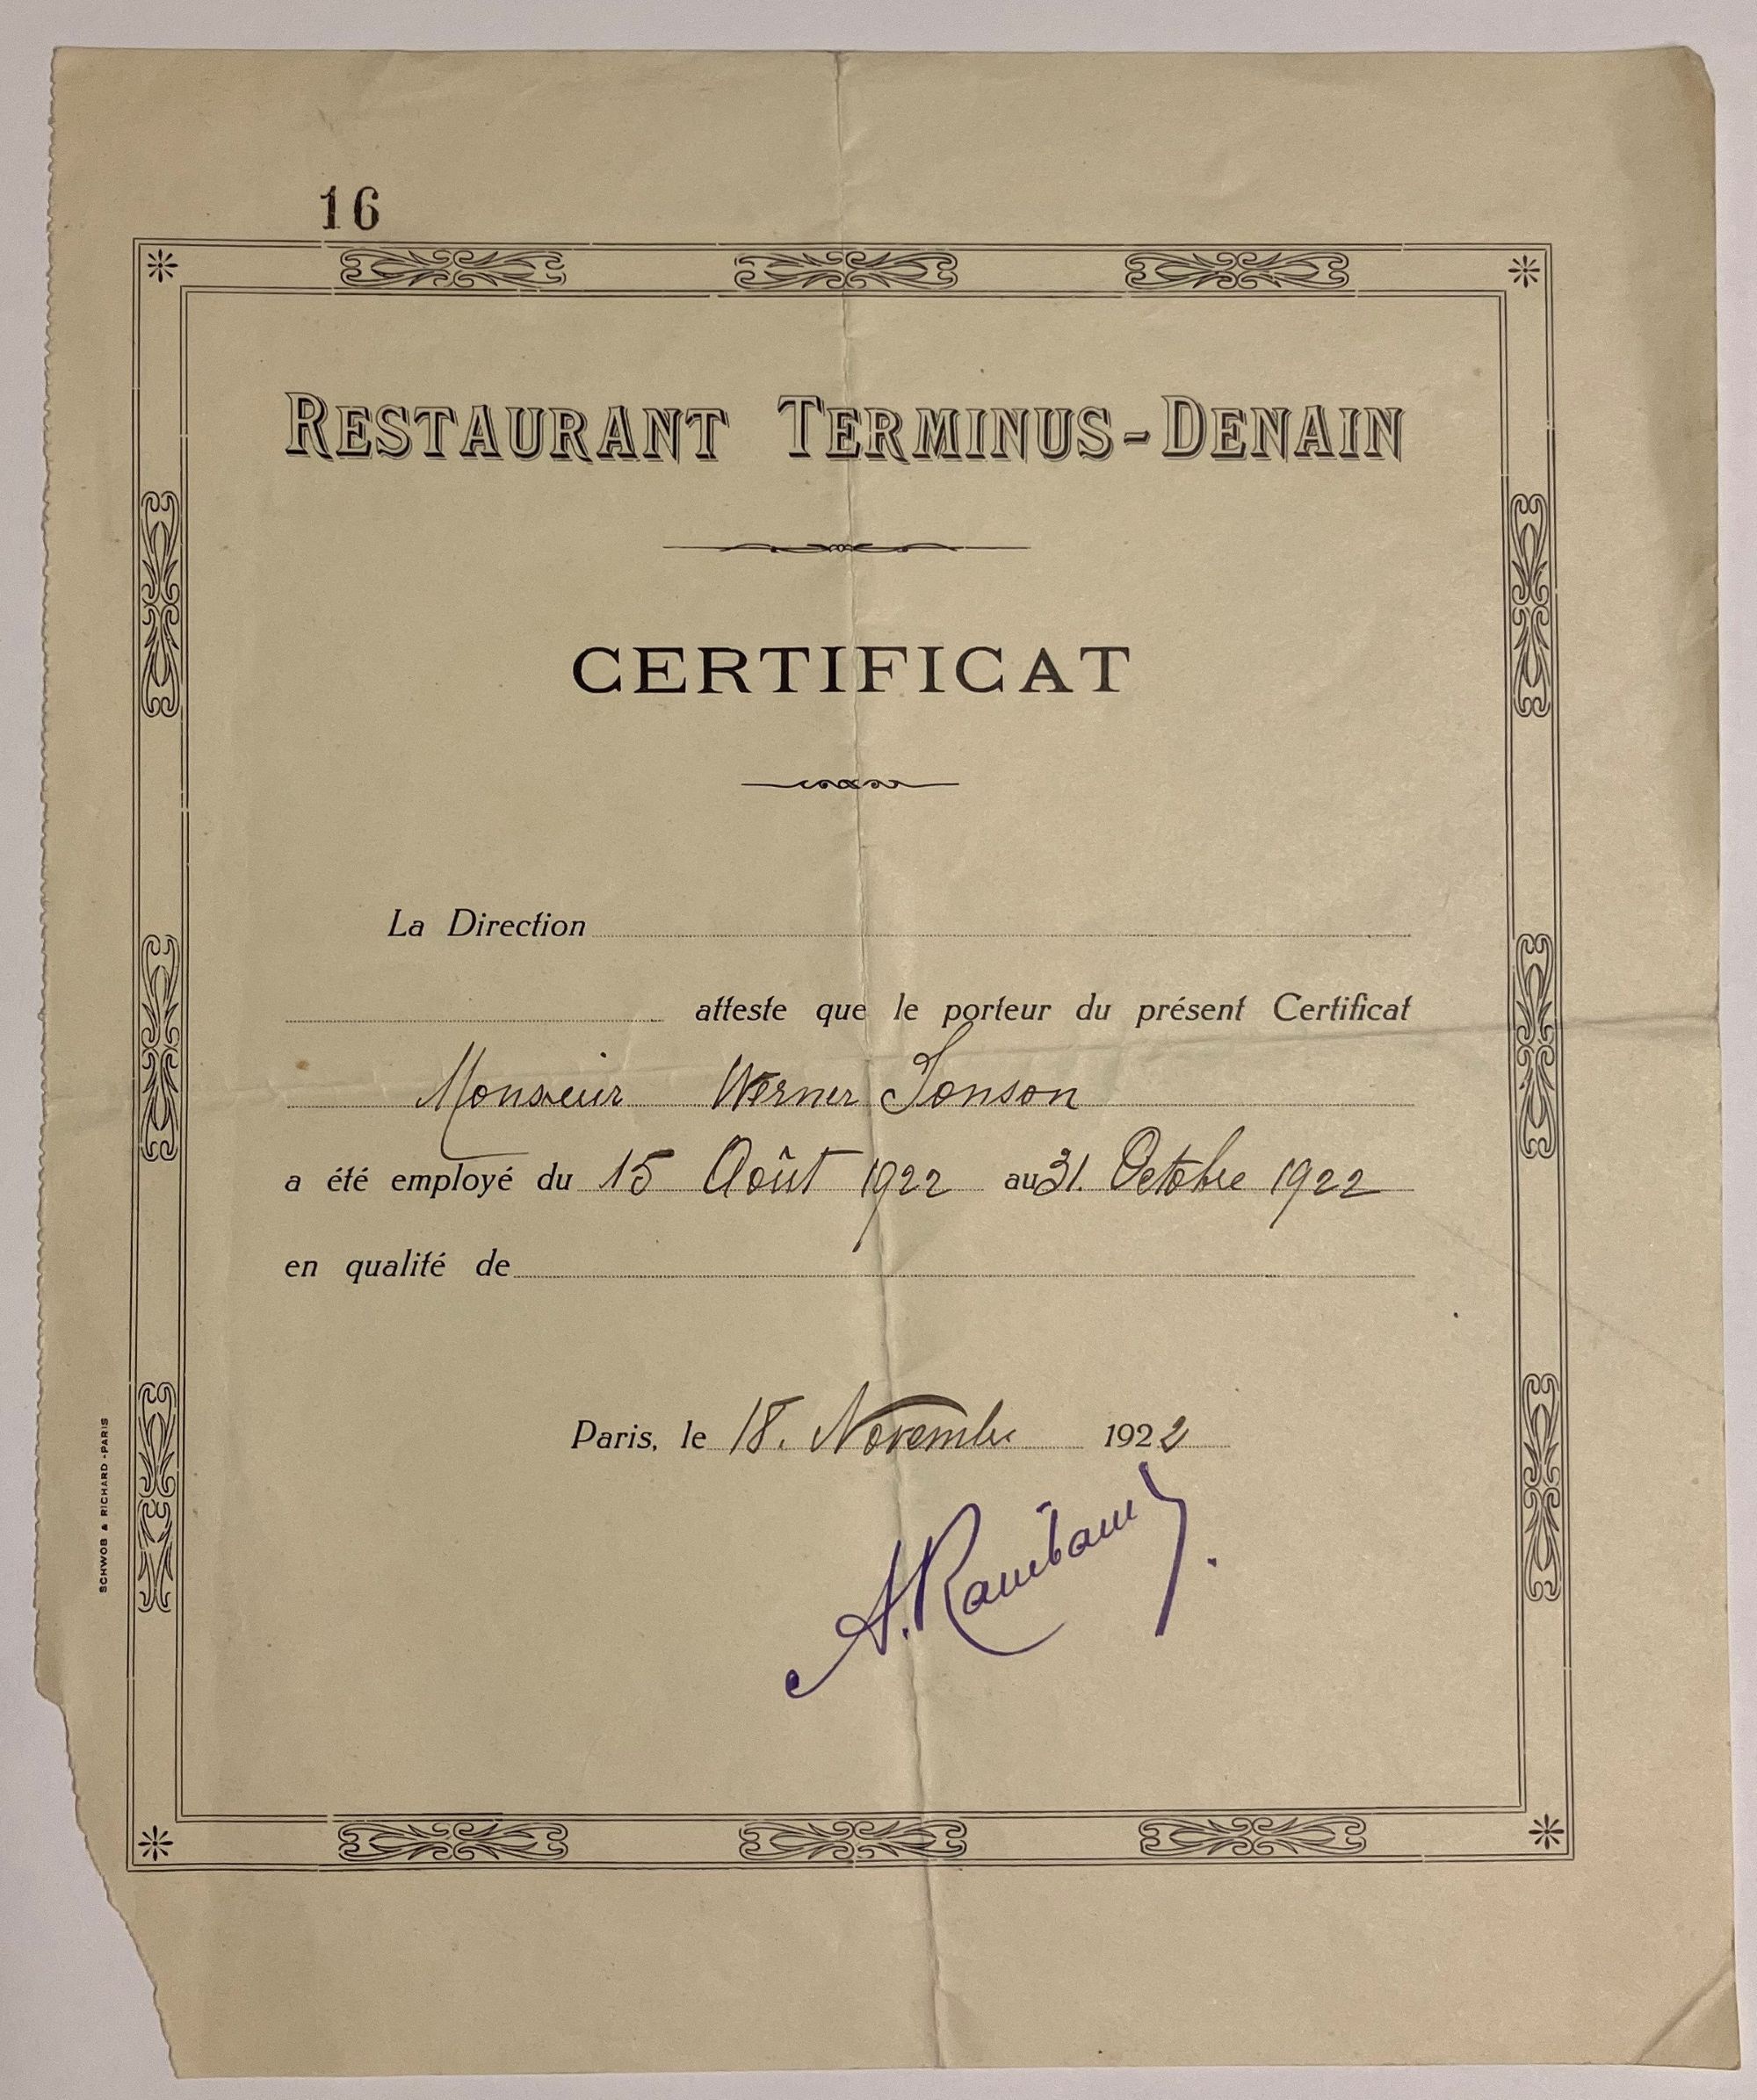 16
RESTAURANT TERMINUS-DENAIN
CERTIFICAT
La Direction
atteste que le porteur du présent Certificat
Monsieur Werner Jonson
a été employé du 15 Août 1922 au 31. Octobre 1922
en qualité de
Paris, le 18. Novembre 1922
SCHWOB & RICHARD-PARIS